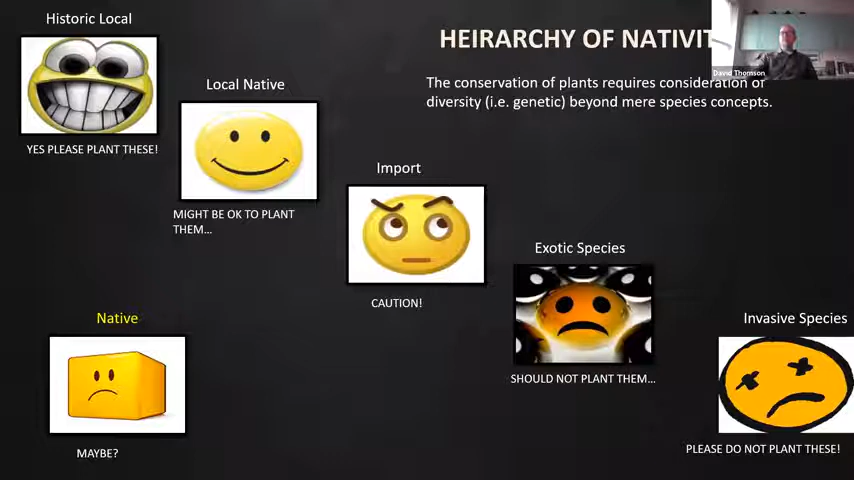 Historic Local
HEIRARCHY OF NATIVIT
David Thomson
Local Native
The conservation of plants requires consideration of
diversity (i.e. genetic) beyond mere species concepts.
YES PLEASE PLANT THESE!
Import
MIGHT BE OK TO PLANT
THEM...
Exotic Species
CAUTION!
Native
Invasive Species
SHOULD NOT PLANT THEM...
MAYBE?
PLEASE DO NOT PLANT THESE!